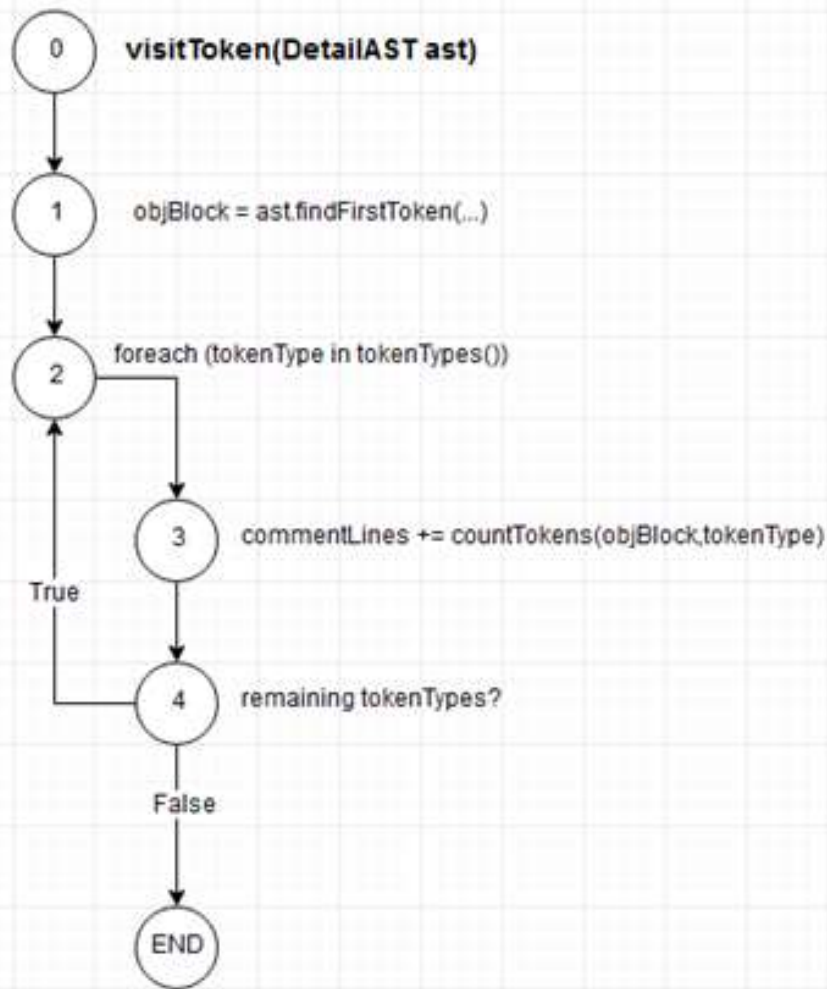 0
visitToken(DetailAST ast)
1
objBlock = ast.findFirstToken(...)
2
foreach (tokenType in tokenTypes())
3
commentLines += countTokens(objBlock,tokenType)
True
4
remaining tokenTypes?
False
END